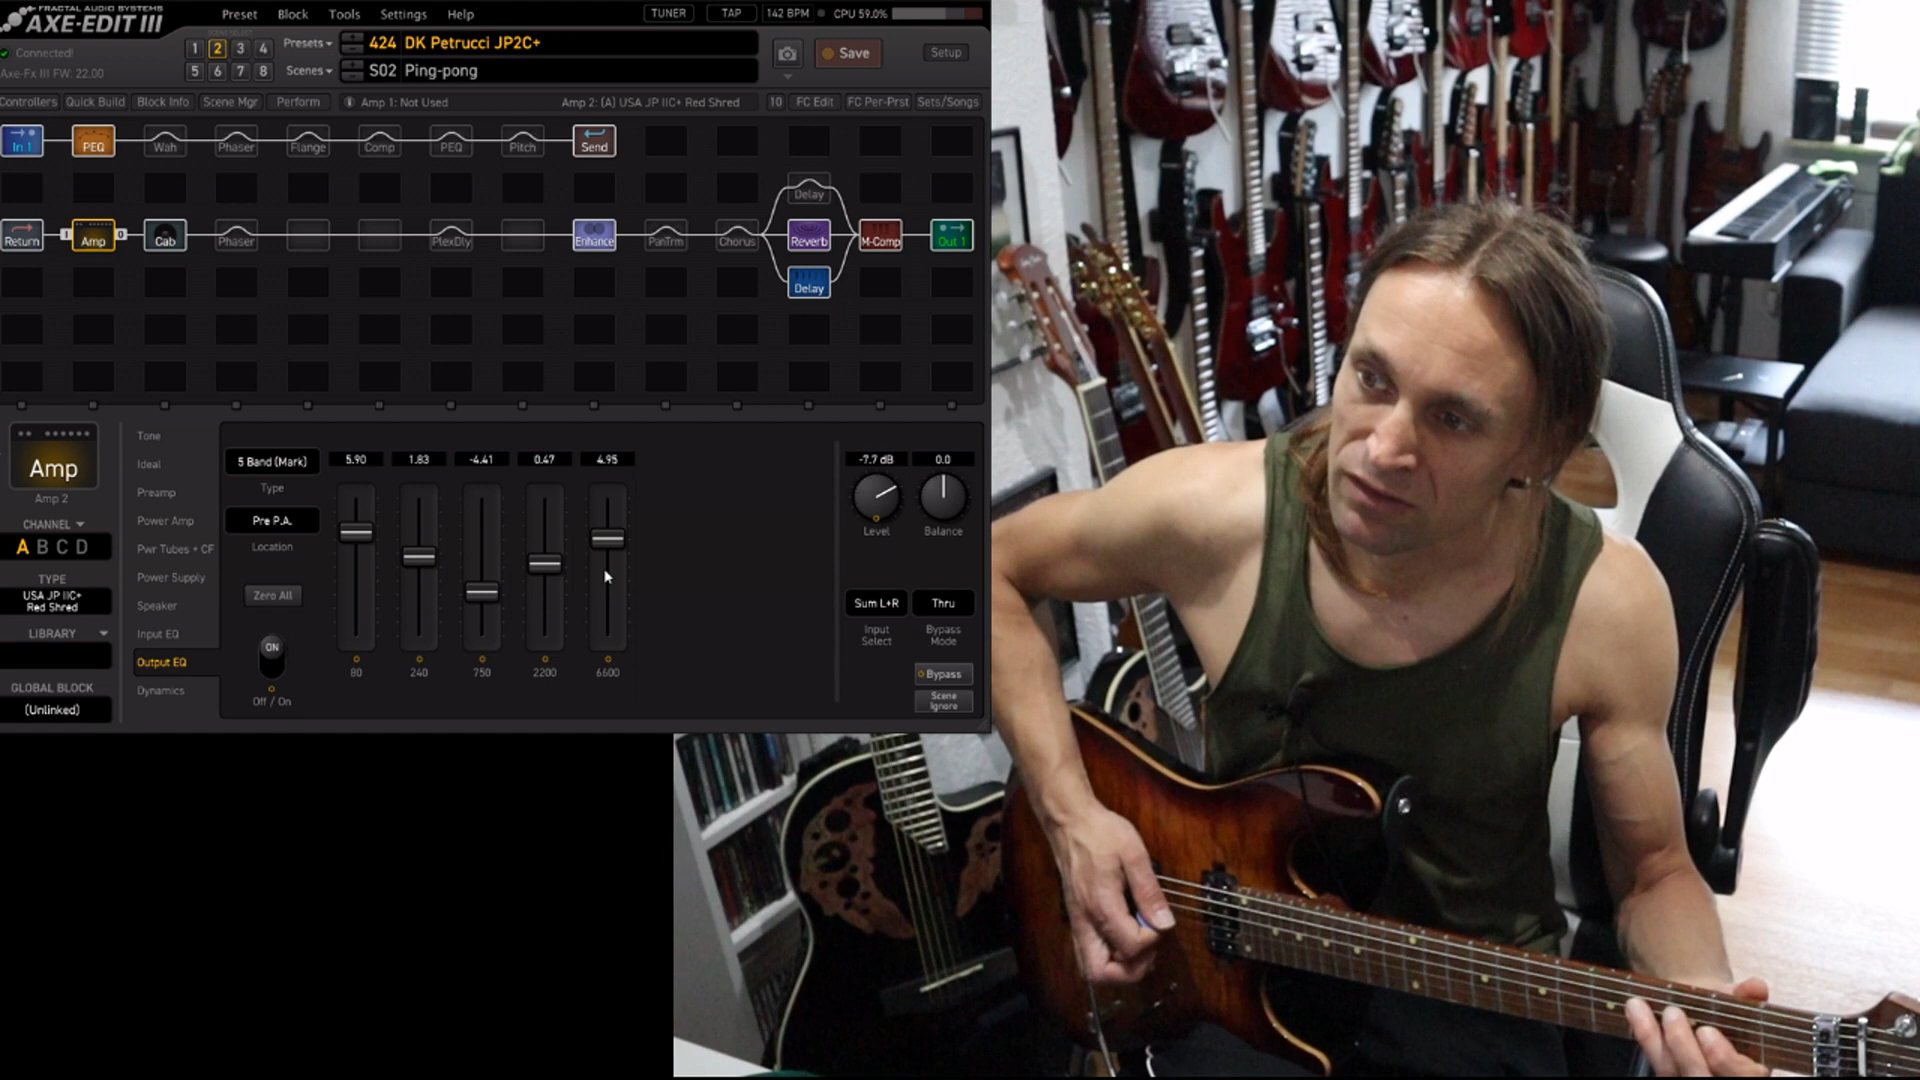 FRACTAL AUDIO SYSTEMS
AXE-EDIT III
Preset Block Tools Settings Help
TUNER TAP 142 BPM CPU 59.0%
Connected!
Axe-Fx III FW: 22.00
SCENE SELECT
1 2 3 4
5 6 7 8
Presets 424 DK Petrucci JP2C+
Scenes S02 Ping-pong
Save Setup
Controllers Quick Build Block Info Scene Mgr Perform
Amp 1: Not Used Amp 2: (A) USA JP IIC+ Red Shred
10 FC Edit FC Per-Prst Sets/Songs
In 1 PEQ Wah Phaser Flange Comp PEQ Pitch Send
Delay
Return I Amp O Cab Phaser PlexDly Enhance PanTrm Chorus Reverb M-Comp Out 1
Delay
Amp
Amp 2
CHANNEL
A B C D
TYPE
USA JP IIC+
Red Shred
LIBRARY
GLOBAL BLOCK
(Unlinked)
Tone
Ideal
Preamp
Power Amp
Pwr Tubes + CF
Power Supply
Speaker
Input EQ
Output EQ
Dynamics
5 Band (Mark)
Type
Pre P.A.
Location
Zero All
ON
Off / On
5.90 1.83 -4.41 0.47 4.95
80 240 750 2200 6600
-7.7 dB 0.0
Level Balance
Sum L+R Thru
Input
Select
Bypass
Mode
Bypass
Scene
Ignore